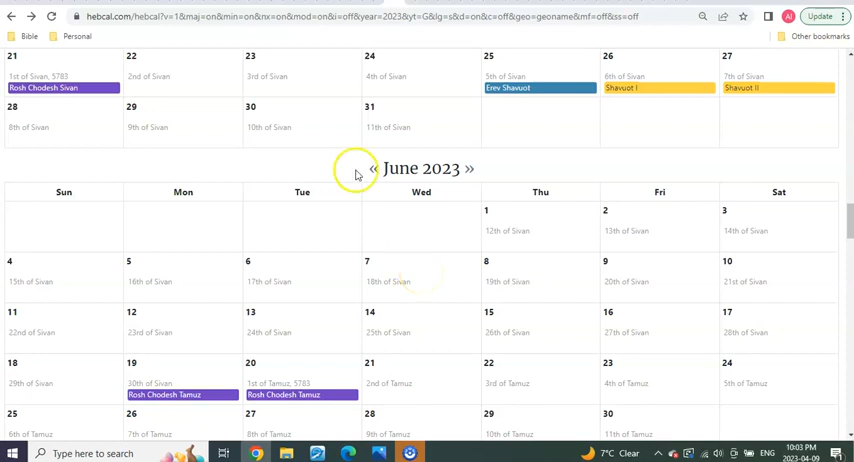 hebcal.com/hebcal?v=1&maj=on&min=on&nx=on&mod=on&i=off&year=2023&yt=G&lg=s&d=on&c=off&geo=geoname&mf=off&ss=off
AI
Update
Bible
Personal
Other bookmarks
21 22 23 24 25 26 27
1st of Sivan, 5783 2nd of Sivan 3rd of Sivan 4th of Sivan 5th of Sivan 6th of Sivan 7th of Sivan
Rosh Chodesh Sivan Erev Shavuot Shavuot I Shavuot II
28 29 30 31
8th of Sivan 9th of Sivan 10th of Sivan 11th of Sivan
« June 2023 »
Sun Mon Tue Wed Thu Fri Sat
1 2 3
12th of Sivan 13th of Sivan 14th of Sivan
4 5 6 7 8 9 10
15th of Sivan 16th of Sivan 17th of Sivan 18th of Sivan 19th of Sivan 20th of Sivan 21st of Sivan
11 12 13 14 15 16 17
22nd of Sivan 23rd of Sivan 24th of Sivan 25th of Sivan 26th of Sivan 27th of Sivan 28th of Sivan
18 19 20 21 22 23 24
29th of Sivan 30th of Sivan 1st of Tamuz, 5783 2nd of Tamuz 3rd of Tamuz 4th of Tamuz 5th of Tamuz
Rosh Chodesh Tamuz Rosh Chodesh Tamuz
25 26 27 28 29 30
6th of Tamuz 7th of Tamuz 8th of Tamuz 9th of Tamuz 10th of Tamuz 11th of Tamuz
Type here to search
7°C Clear
ENG
10:03 PM
2023-04-09